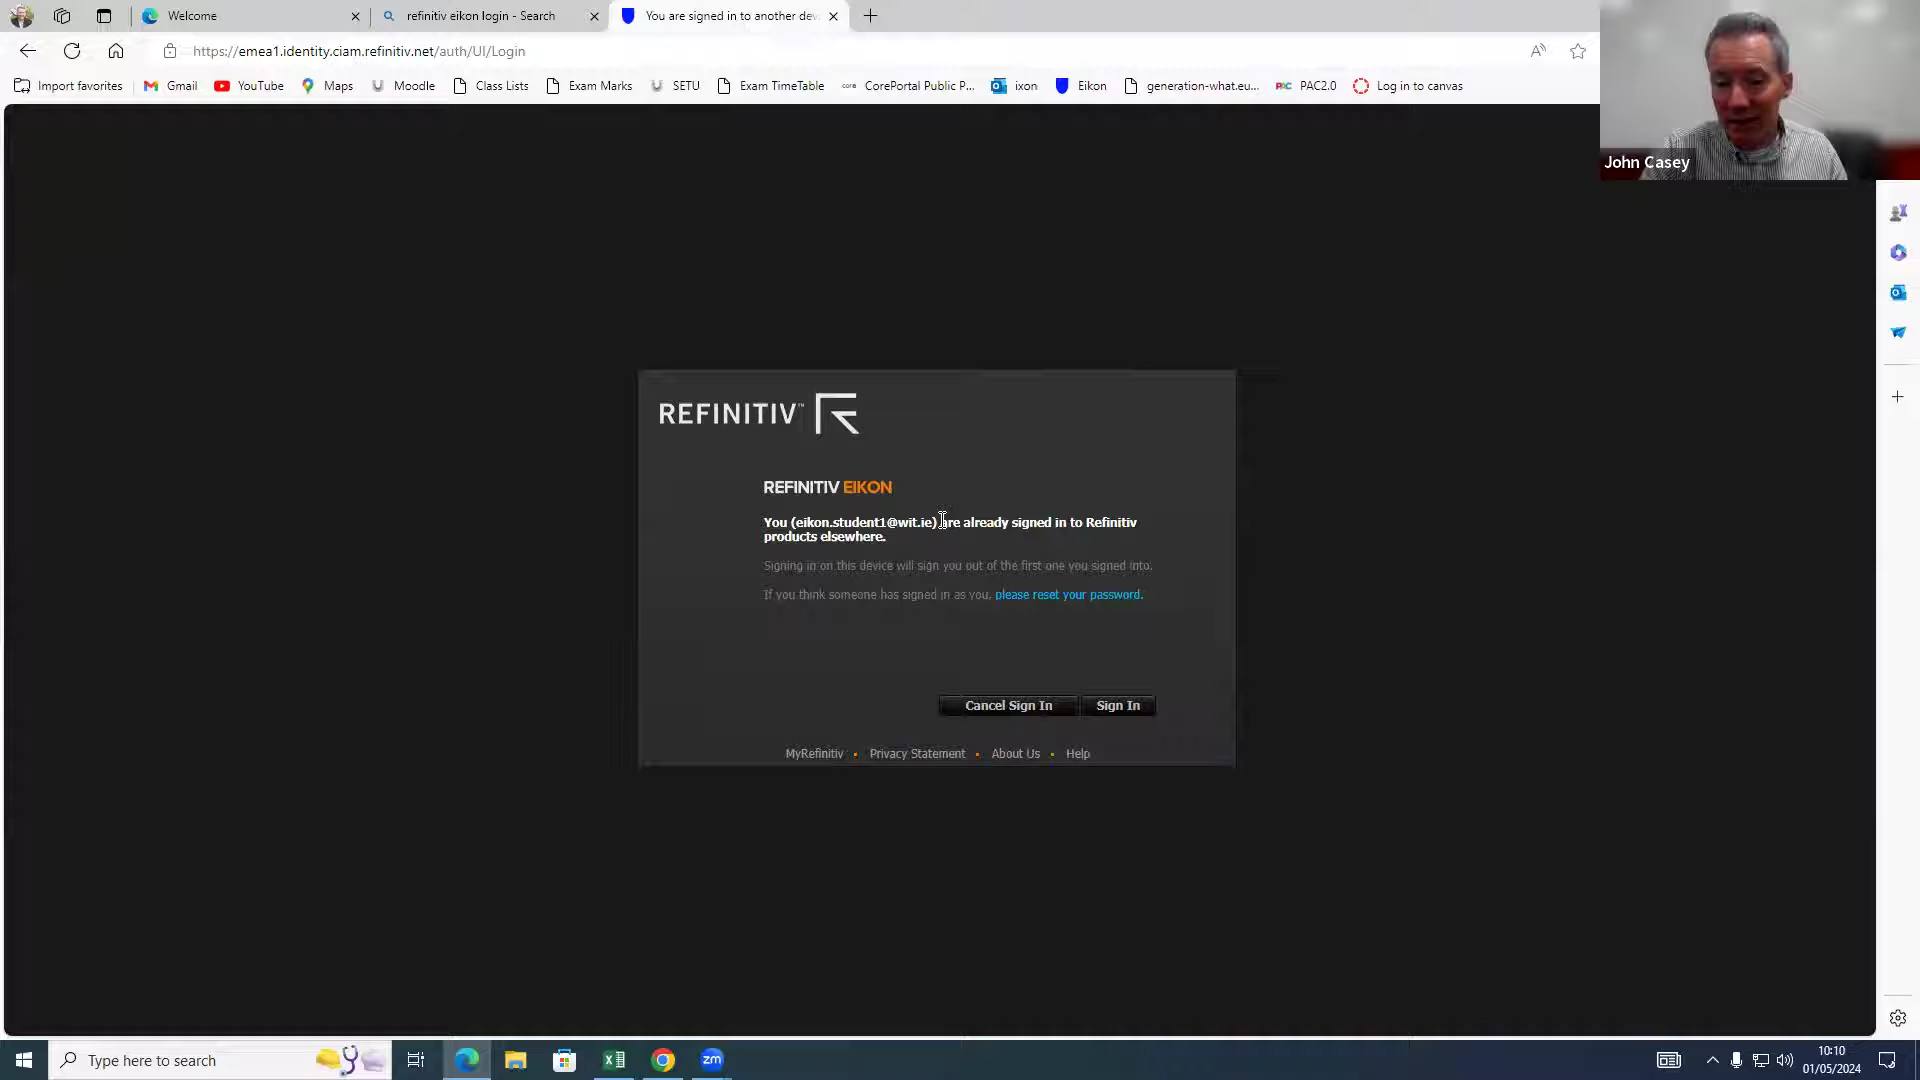 Welcome
refinitiv eikon login - Search
You are signed in to another dev
https://emea1.identity.ciam.refinitiv.net/auth/UI/Login
Import favorites
Gmail
YouTube
Maps
Moodle
Class Lists
Exam Marks
SETU
Exam TimeTable
core CorePortal Public P...
ixon
Eikon
generation-what.eu...
PAC PAC2.0
Log in to canvas
John Casey
REFINITIV™
REFINITIV EIKON
You (eikon.student1@wit.ie) are already signed in to Refinitiv
products elsewhere.
Signing in on this device will sign you out of the first one you signed into.
If you think someone has signed in as you, please reset your password.
Cancel Sign In
Sign In
MyRefinitiv • Privacy Statement • About Us • Help
Type here to search
zm
10:10
01/05/2024